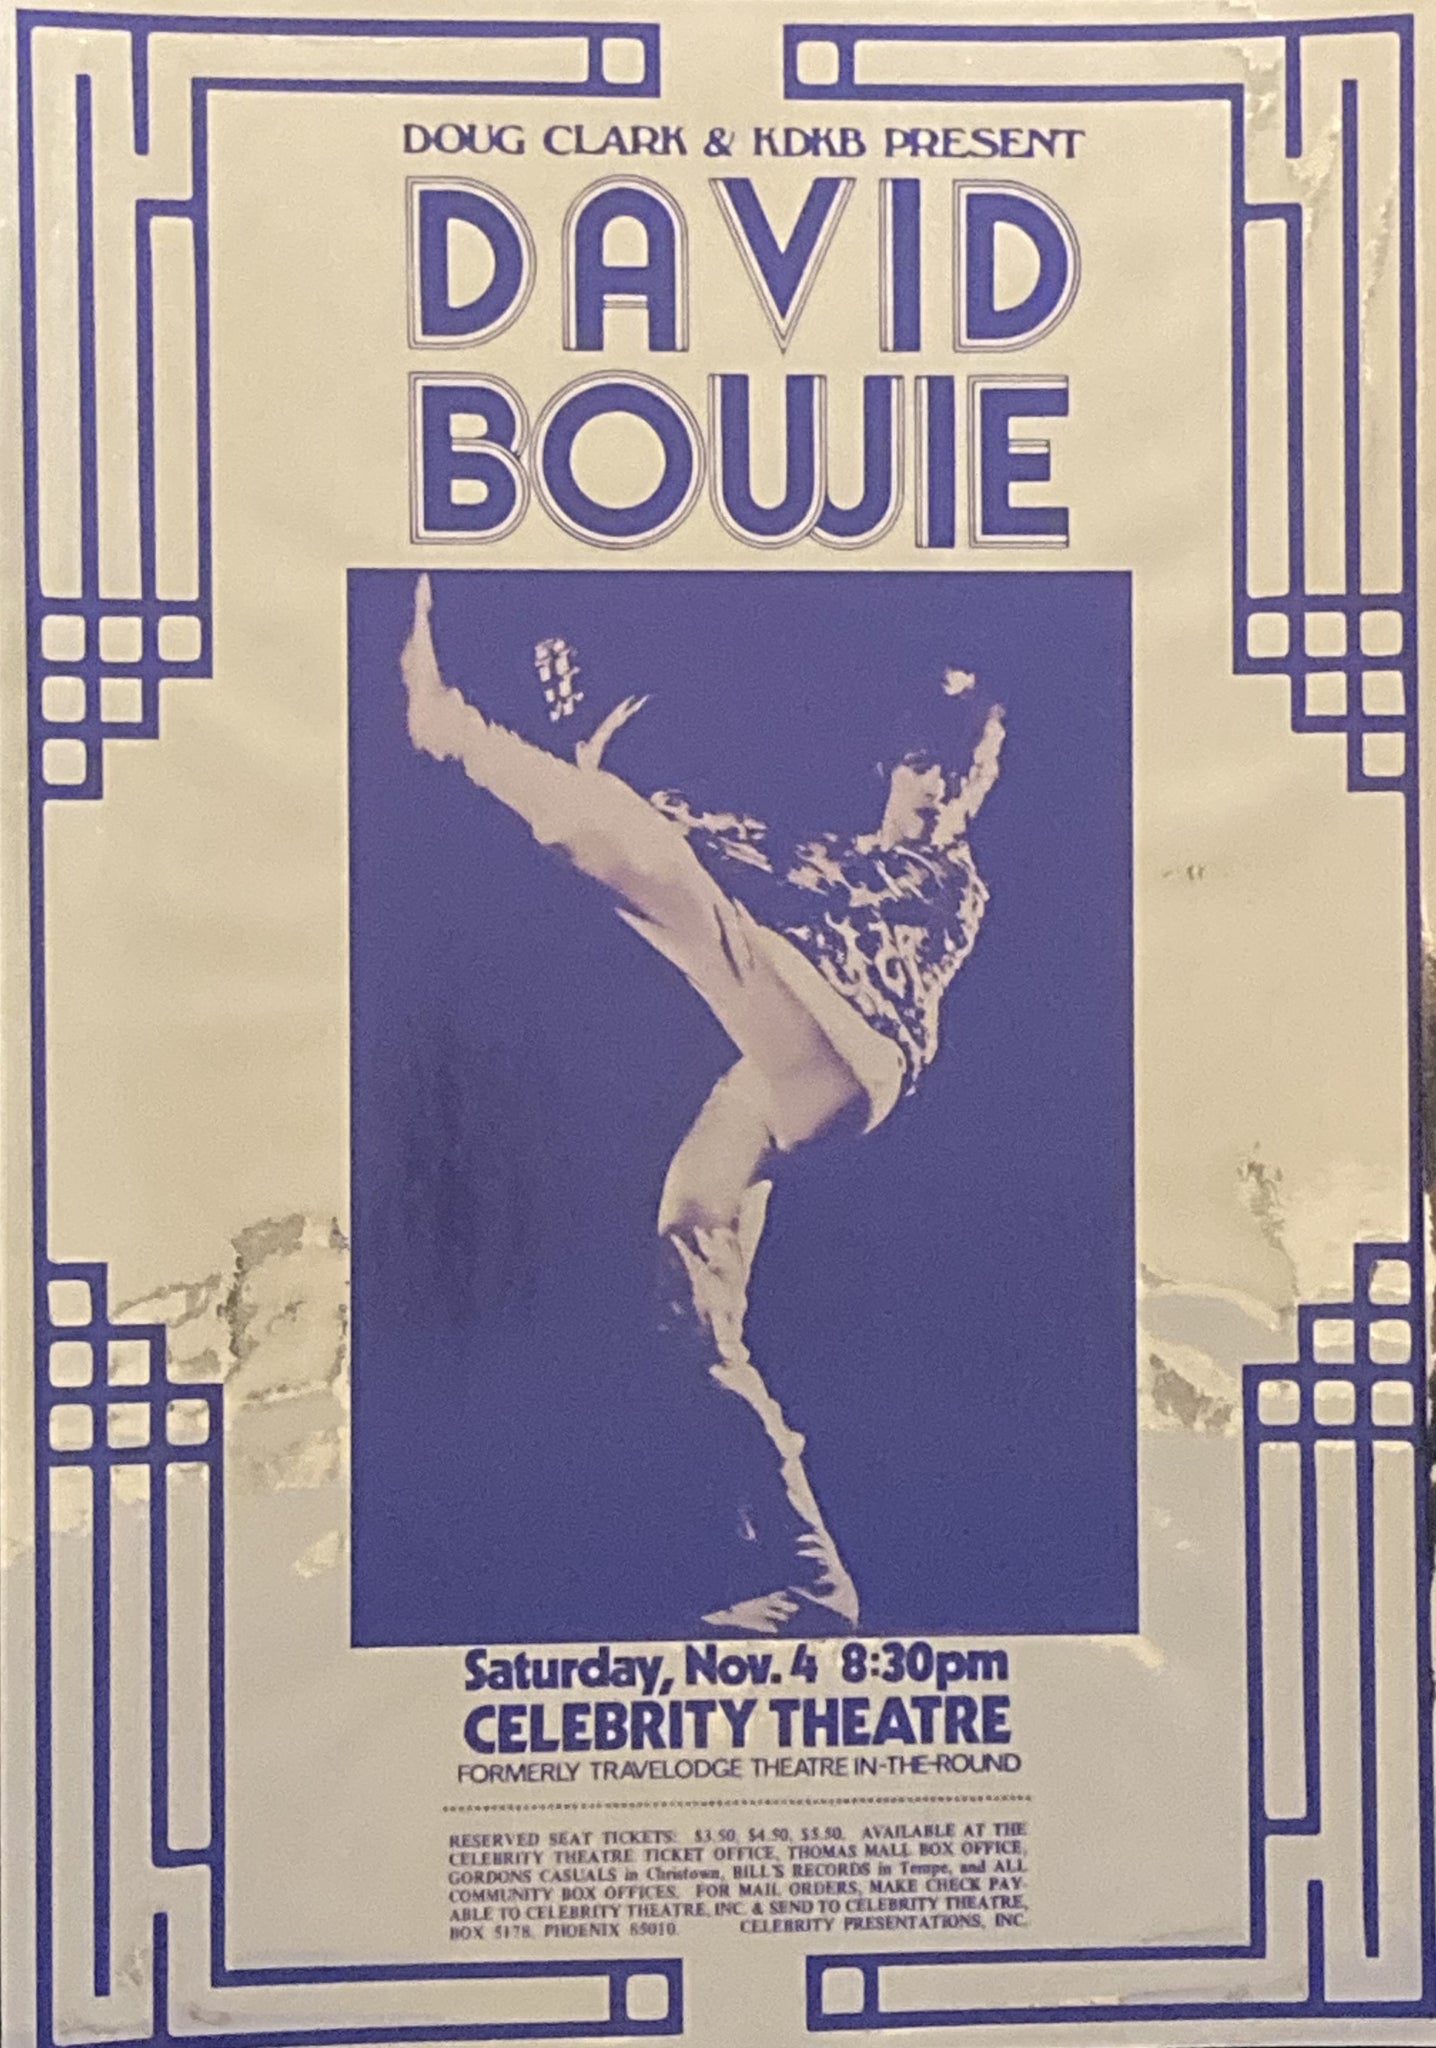 DOUG CLARK & KDKB PRESENT
DAVID
BOWIE
Saturday, Nov. 4 8:30pm
CELEBRITY THEATRE
FORMERLY TRAVELODGE THEATRE IN-THE-ROUND
RESERVED SEAT TICKETS: $3.50, $4.50, $5.50. AVAILABLE AT THE
CELEBRITY THEATRE TICKET OFFICE, THOMAS MALL BOX OFFICE,
GORDONS CASUALS in Christown, BILL'S RECORDS in Tempe, and ALL
COMMUNITY BOX OFFICES. FOR MAIL ORDERS, MAKE CHECK PAY-
ABLE TO CELEBRITY THEATRE, INC. & SEND TO CELEBRITY THEATRE,
BOX 5178, PHOENIX 85010. CELEBRITY PRESENTATIONS, INC.